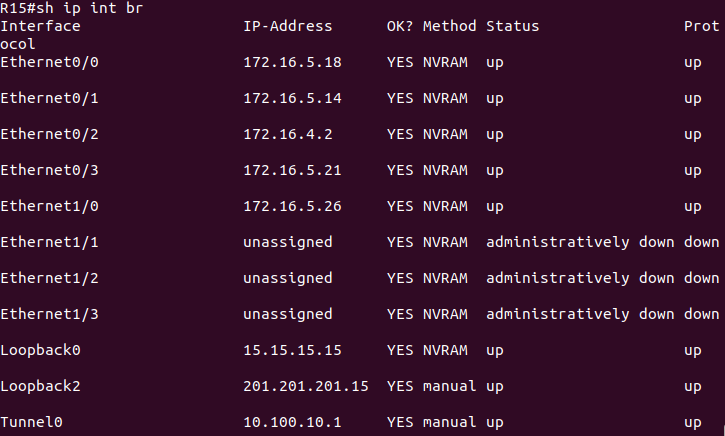 R15#sh ip int br
Interface                  IP-Address      OK? Method Status                Prot
ocol
Ethernet0/0                172.16.5.18     YES NVRAM  up                    up
Ethernet0/1                172.16.5.14     YES NVRAM  up                    up
Ethernet0/2                172.16.4.2      YES NVRAM  up                    up
Ethernet0/3                172.16.5.21     YES NVRAM  up                    up
Ethernet1/0                172.16.5.26     YES NVRAM  up                    up
Ethernet1/1                unassigned      YES NVRAM  administratively down down
Ethernet1/2                unassigned      YES NVRAM  administratively down down
Ethernet1/3                unassigned      YES NVRAM  administratively down down
Loopback0                  15.15.15.15     YES NVRAM  up                    up
Loopback2                  201.201.201.15  YES manual up                    up
Tunnel0                    10.100.10.1     YES manual up                    up